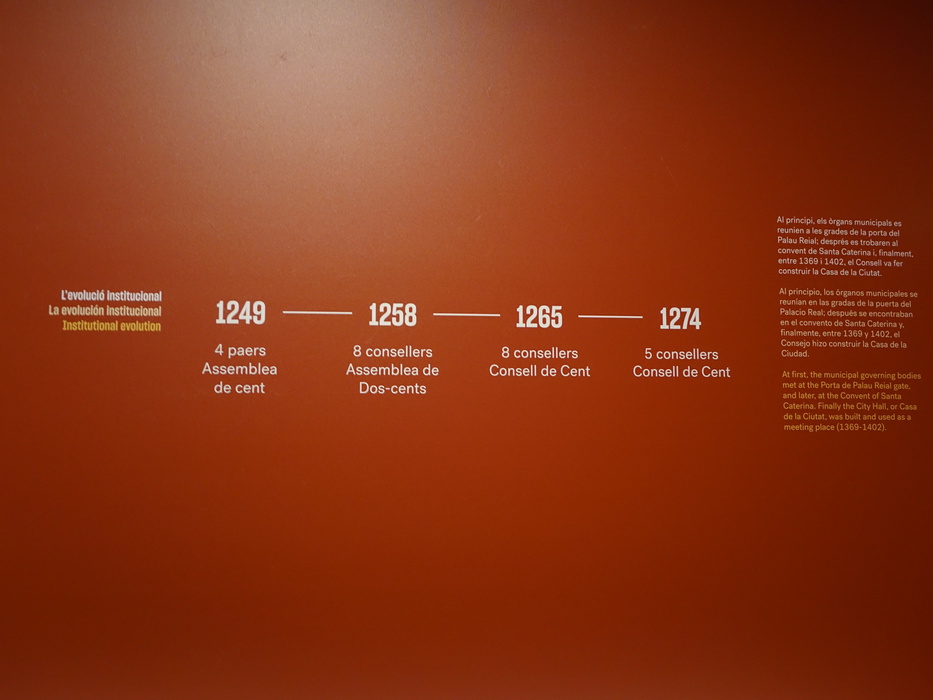 L'evolució institucional
La evolución institucional
Institutional evolution
1249
4 paers
Assemblea
de cent
1258
8 consellers
Assemblea de
Dos-cents
1265
8 consellers
Consell de Cent
1274
5 consellers
Consell de Cent
Al principi, els òrgans municipals es
reunien a les grades de la porta del
Palau Reial; després es trobaren al
convent de Santa Caterina i, finalment,
entre 1369 i 1402, el Consell va fer
construir la Casa de la Ciutat.
Al principio, los órganos municipales se
reunían en las gradas de la puerta del
Palacio Real; después se encontraban
en el convento de Santa Caterina y,
finalmente, entre 1369 y 1402, el
Consejo hizo construir la Casa de la
Ciudad.
At first, the municipal governing bodies
met at the Porta de Palau Reial gate,
and later, at the Convent of Santa
Caterina. Finally the City Hall, or Casa
de la Ciutat, was built and used as a
meeting place (1369-1402).